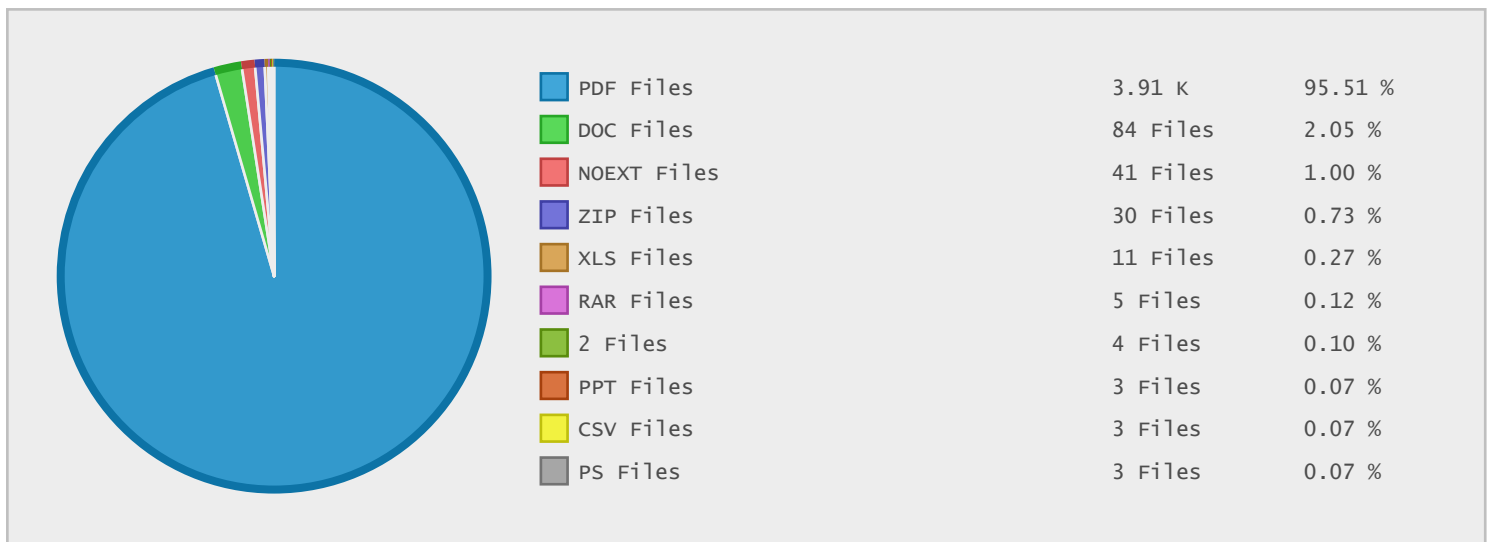 PDF Files 3.91 K 95.51 %
DOC Files 84 Files 2.05 %
NOEXT Files 41 Files 1.00 %
ZIP Files 30 Files 0.73 %
XLS Files 11 Files 0.27 %
RAR Files 5 Files 0.12 %
2 Files 4 Files 0.10 %
PPT Files 3 Files 0.07 %
CSV Files 3 Files 0.07 %
PS Files 3 Files 0.07 %